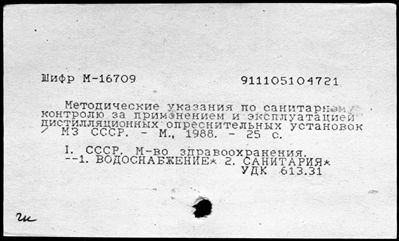 Шифр М-16709 911105104721
Методические указания по санитарному
контролю за применением и эксплуатацией
дистилляционных опреснительных установок
/ МЗ СССР. - М., 1988. - 25 с.
I. СССР. М-во здравоохранения.
--1. ВОДОСНАБЖЕНИЕ* 2. САНИТАРИЯ*
УДК 613.31